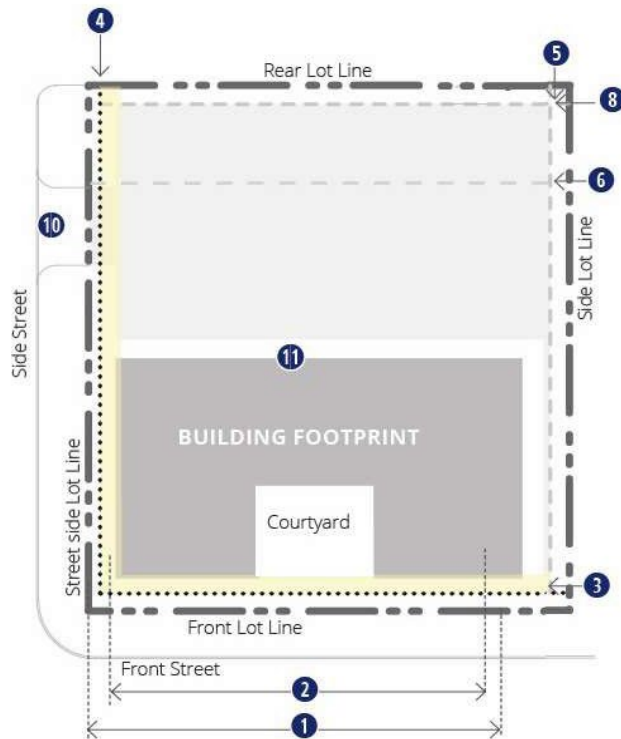 4
5
Rear Lot Line
8
6
10
Side Street
Side Lot Line
11
BUILDING FOOTPRINT
Street side Lot Line
Courtyard
3
Front Lot Line
Front Street
2
1